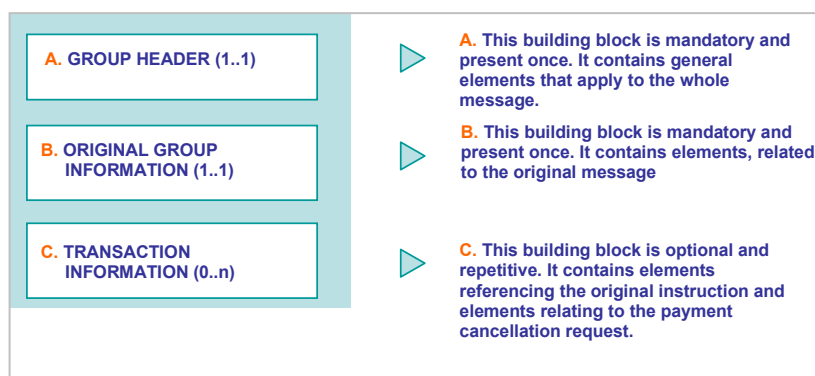 A. GROUP HEADER (1..1)
A. This building block is mandatory and
present once. It contains general
elements that apply to the whole
message.
B. ORIGINAL GROUP
INFORMATION (1..1)
B. This building block is mandatory and
present once. It contains elements, related
to the original message
C. TRANSACTION
INFORMATION (0..n)
C. This building block is optional and
repetitive. It contains elements
referencing the original instruction and
elements relating to the payment
cancellation request.